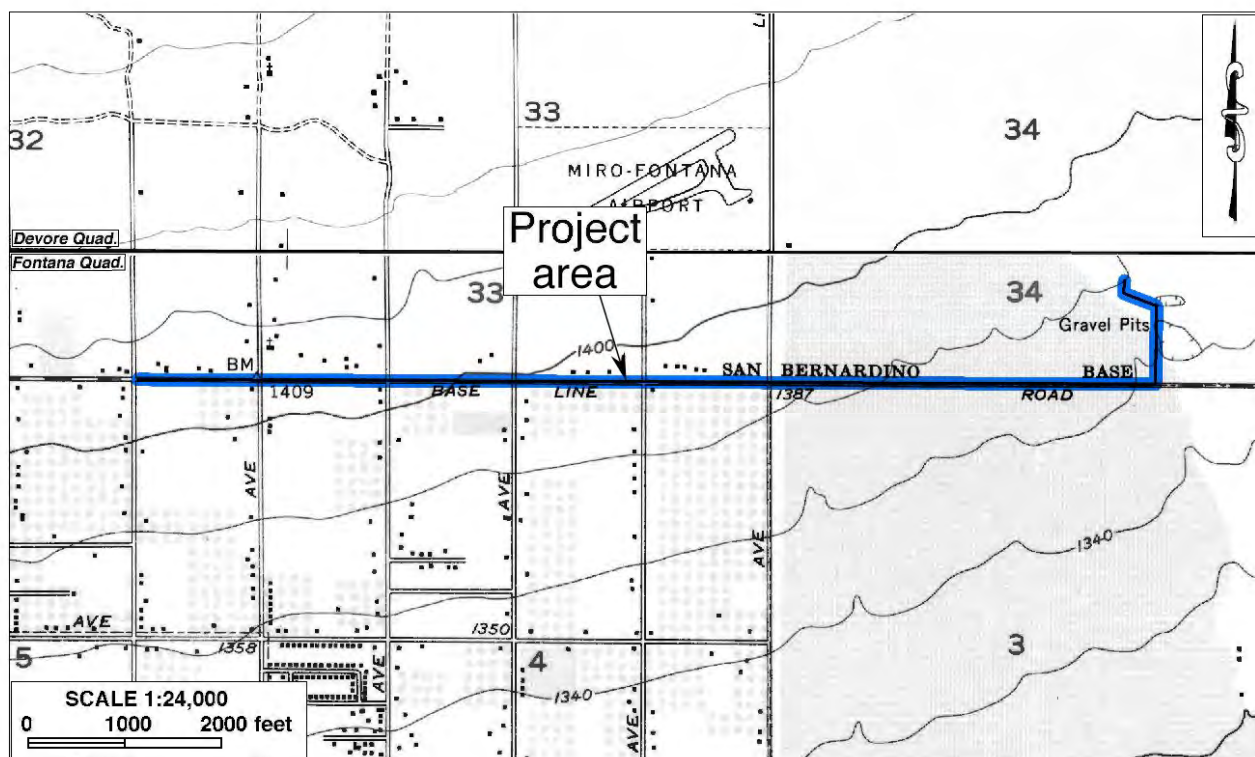 LI
32
33
34
MIRO-FONTANA
AIRPORT
Devore Quad.
Fontana Quad.
Project
area
33
34
Gravel Pits
1400
BM
SAN BERNARDINO BASE
1409
BASE LINE
1387
ROAD
AVE
AVE
AVE
1340
AVE
1358
1350
5
4
3
AVE
1340
AVE
SCALE 1:24,000
0 1000 2000 feet